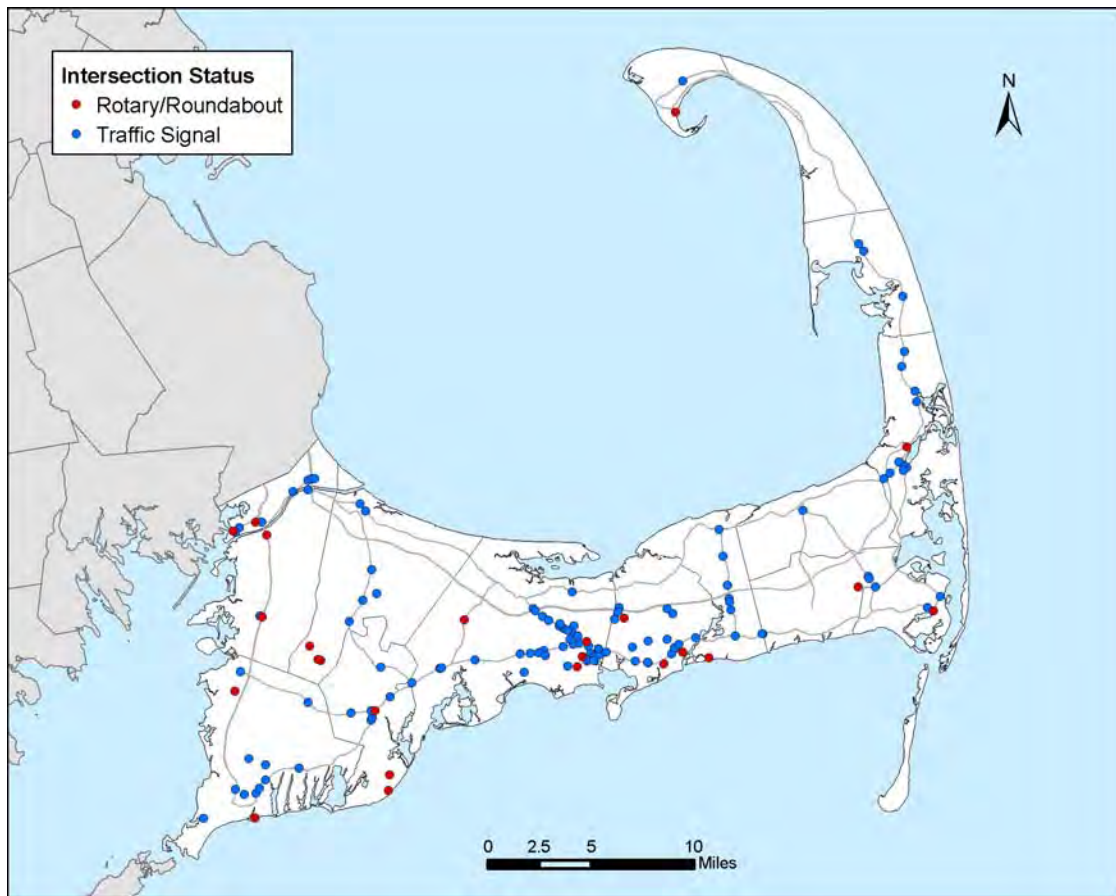 Intersection Status
Rotary/Roundabout
Traffic Signal
N
0 2.5 5 10
Miles